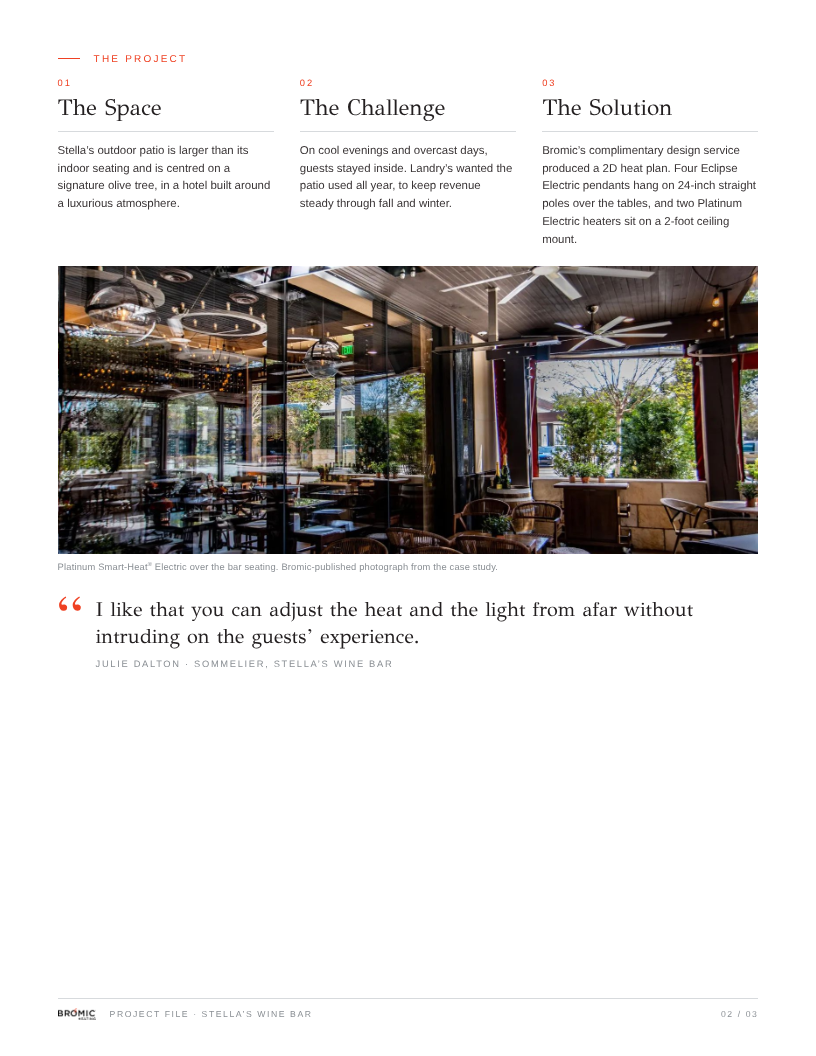 THE PROJECT
01
The Space
Stella’s outdoor patio is larger than its
indoor seating and is centred on a
signature olive tree, in a hotel built around
a luxurious atmosphere.
02
The Challenge
On cool evenings and overcast days,
guests stayed inside. Landry’s wanted the
patio used all year, to keep revenue
steady through fall and winter.
03
The Solution
Bromic’s complimentary design service
produced a 2D heat plan. Four Eclipse
Electric pendants hang on 24-inch straight
poles over the tables, and two Platinum
Electric heaters sit on a 2-foot ceiling
mount.
Platinum Smart-Heat® Electric over the bar seating. Bromic-published photograph from the case study.
“ I like that you can adjust the heat and the light from afar without
intruding on the guests’ experience.
JULIE DALTON · SOMMELIER, STELLA’S WINE BAR
BROMIC
HEATING
PROJECT FILE · STELLA’S WINE BAR
02 / 03